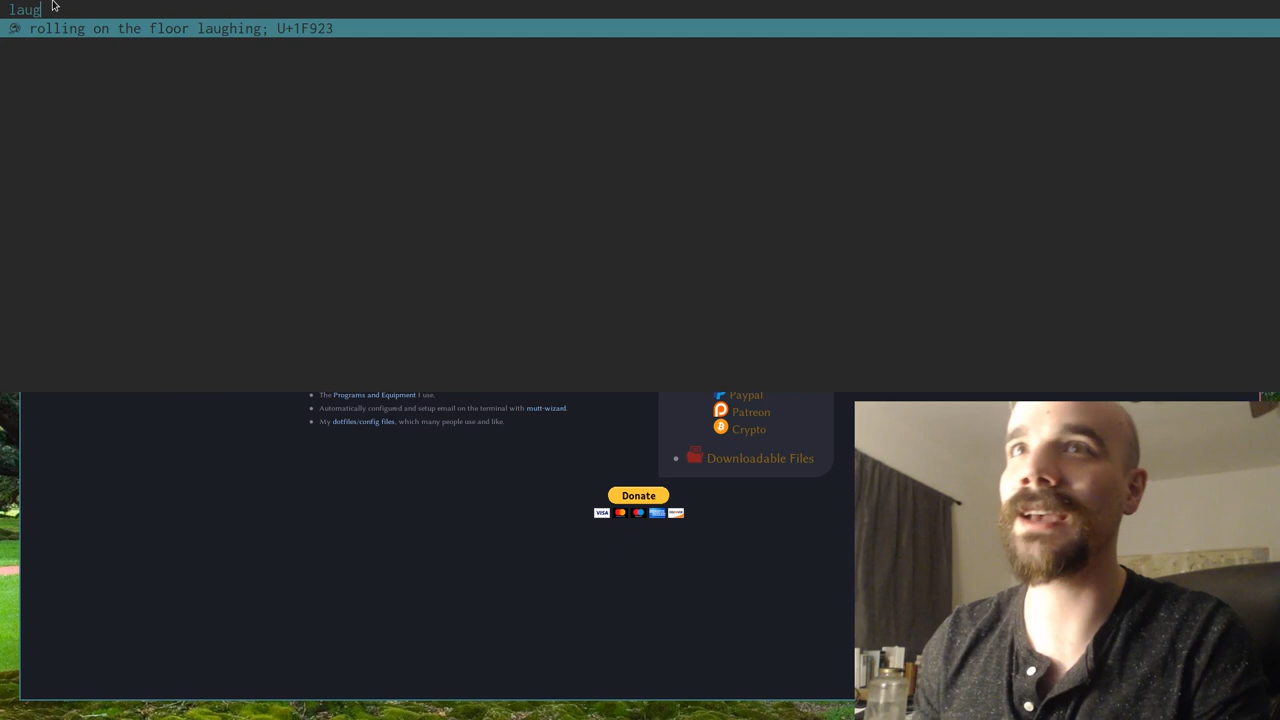 laug
rolling on the floor laughing; U+1F923
The Programs and Equipment I use.
Automatically configured and setup email on the terminal with mutt-wizard.
My dotfiles/config files, which many people use and like.
Paypal
Patreon
Crypto
Downloadable Files
Donate
VISA